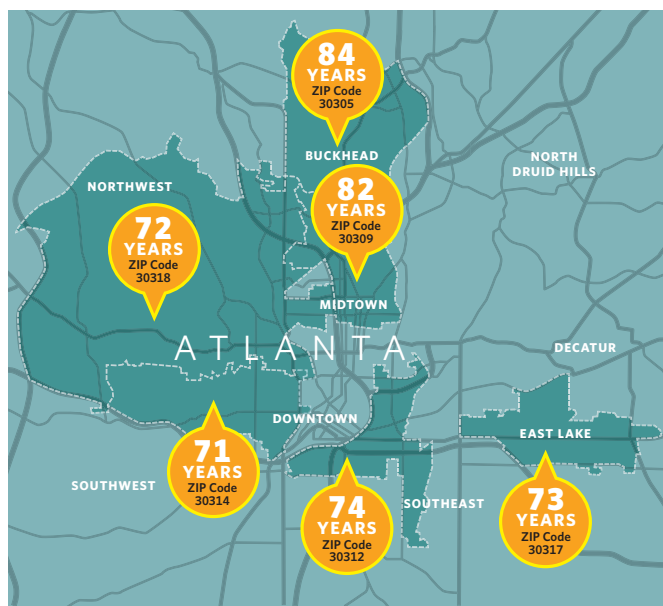 84
YEARS
ZIP Code
30305
BUCKHEAD
NORTH
DRUID HILLS
NORTHWEST
82
YEARS
ZIP Code
30309
72
YEARS
ZIP Code
30318
MIDTOWN
ATLANTA
DECATUR
DOWNTOWN
EAST LAKE
71
YEARS
ZIP Code
30314
SOUTHWEST
74
YEARS
ZIP Code
30312
SOUTHEAST
73
YEARS
ZIP Code
30317